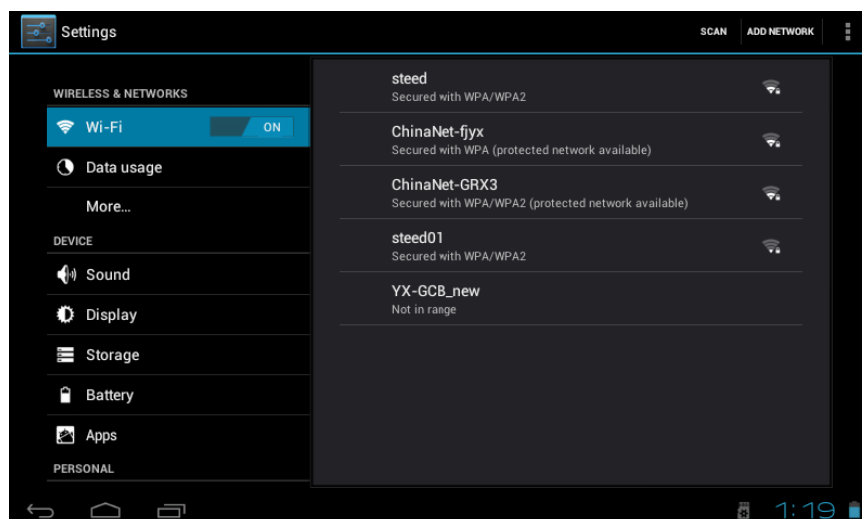 Settings
SCAN
ADD NETWORK
WIRELESS & NETWORKS
Wi-Fi
ON
Data usage
More...
DEVICE
Sound
Display
Storage
Battery
Apps
PERSONAL
steed
Secured with WPA/WPA2
ChinaNet-fjyx
Secured with WPA (protected network available)
ChinaNet-GRX3
Secured with WPA/WPA2 (protected network available)
steed01
Secured with WPA/WPA2
YX-GCB_new
Not in range
1:19